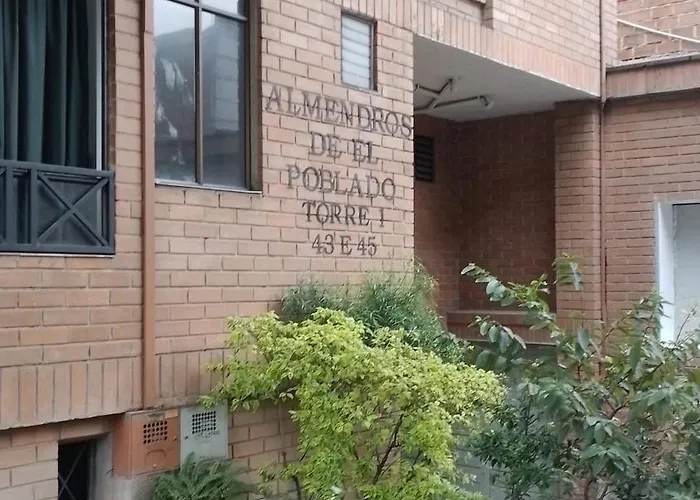 ALMENDROS
DE EL
POBLADO
TORRE I
43 E 45